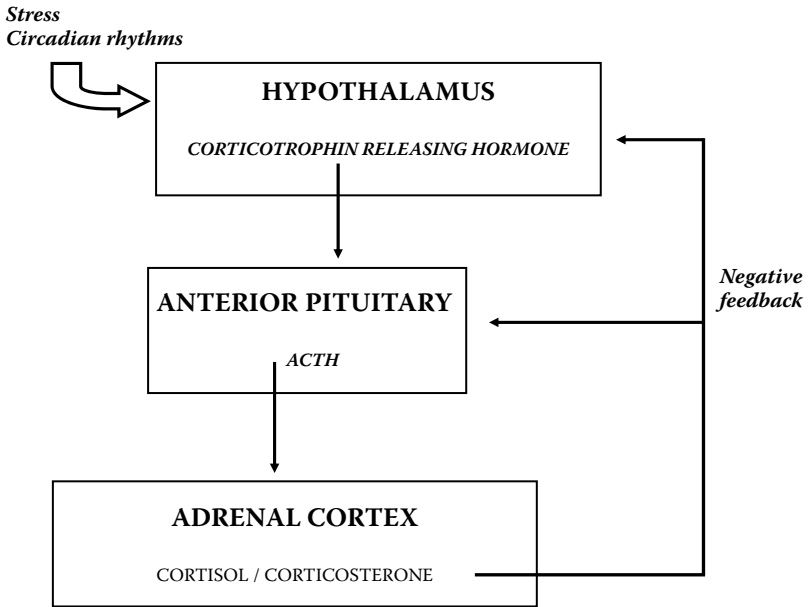 Stress
Circadian rhythms
HYPOTHALAMUS
CORTICOTROPHIN RELEASING HORMONE
ANTERIOR PITUITARY
Negative
feedback
ACTH
ADRENAL CORTEX
CORTISOL / CORTICOSTERONE